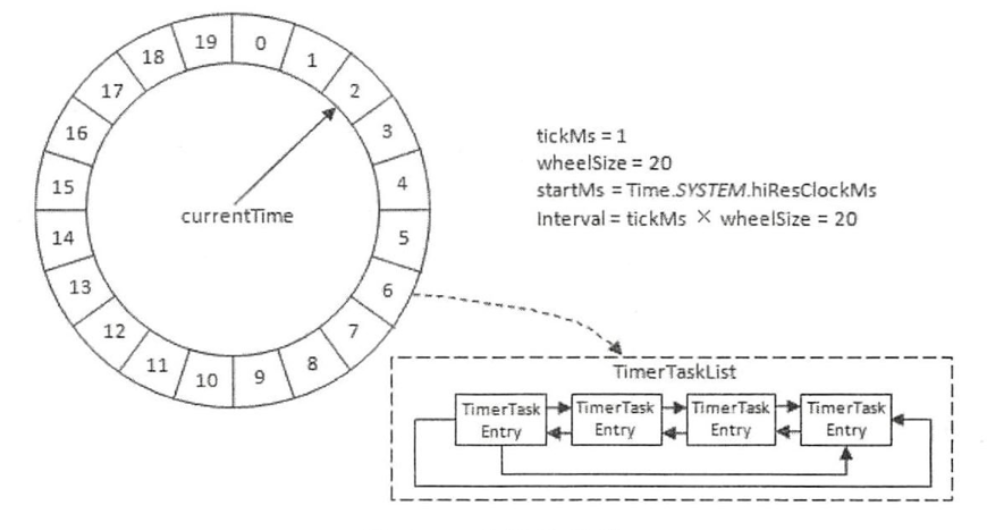 0
1
2
3
4
5
6
7
8
9
10
11
12
13
14
15
16
17
18
19
currentTime
tickMs = 1
wheelSize = 20
startMs = Time.SYSTEM.hiResClockMs
Interval = tickMs × wheelSize = 20
TimerTaskList
TimerTask
Entry
TimerTask
Entry
TimerTask
Entry
TimerTask
Entry